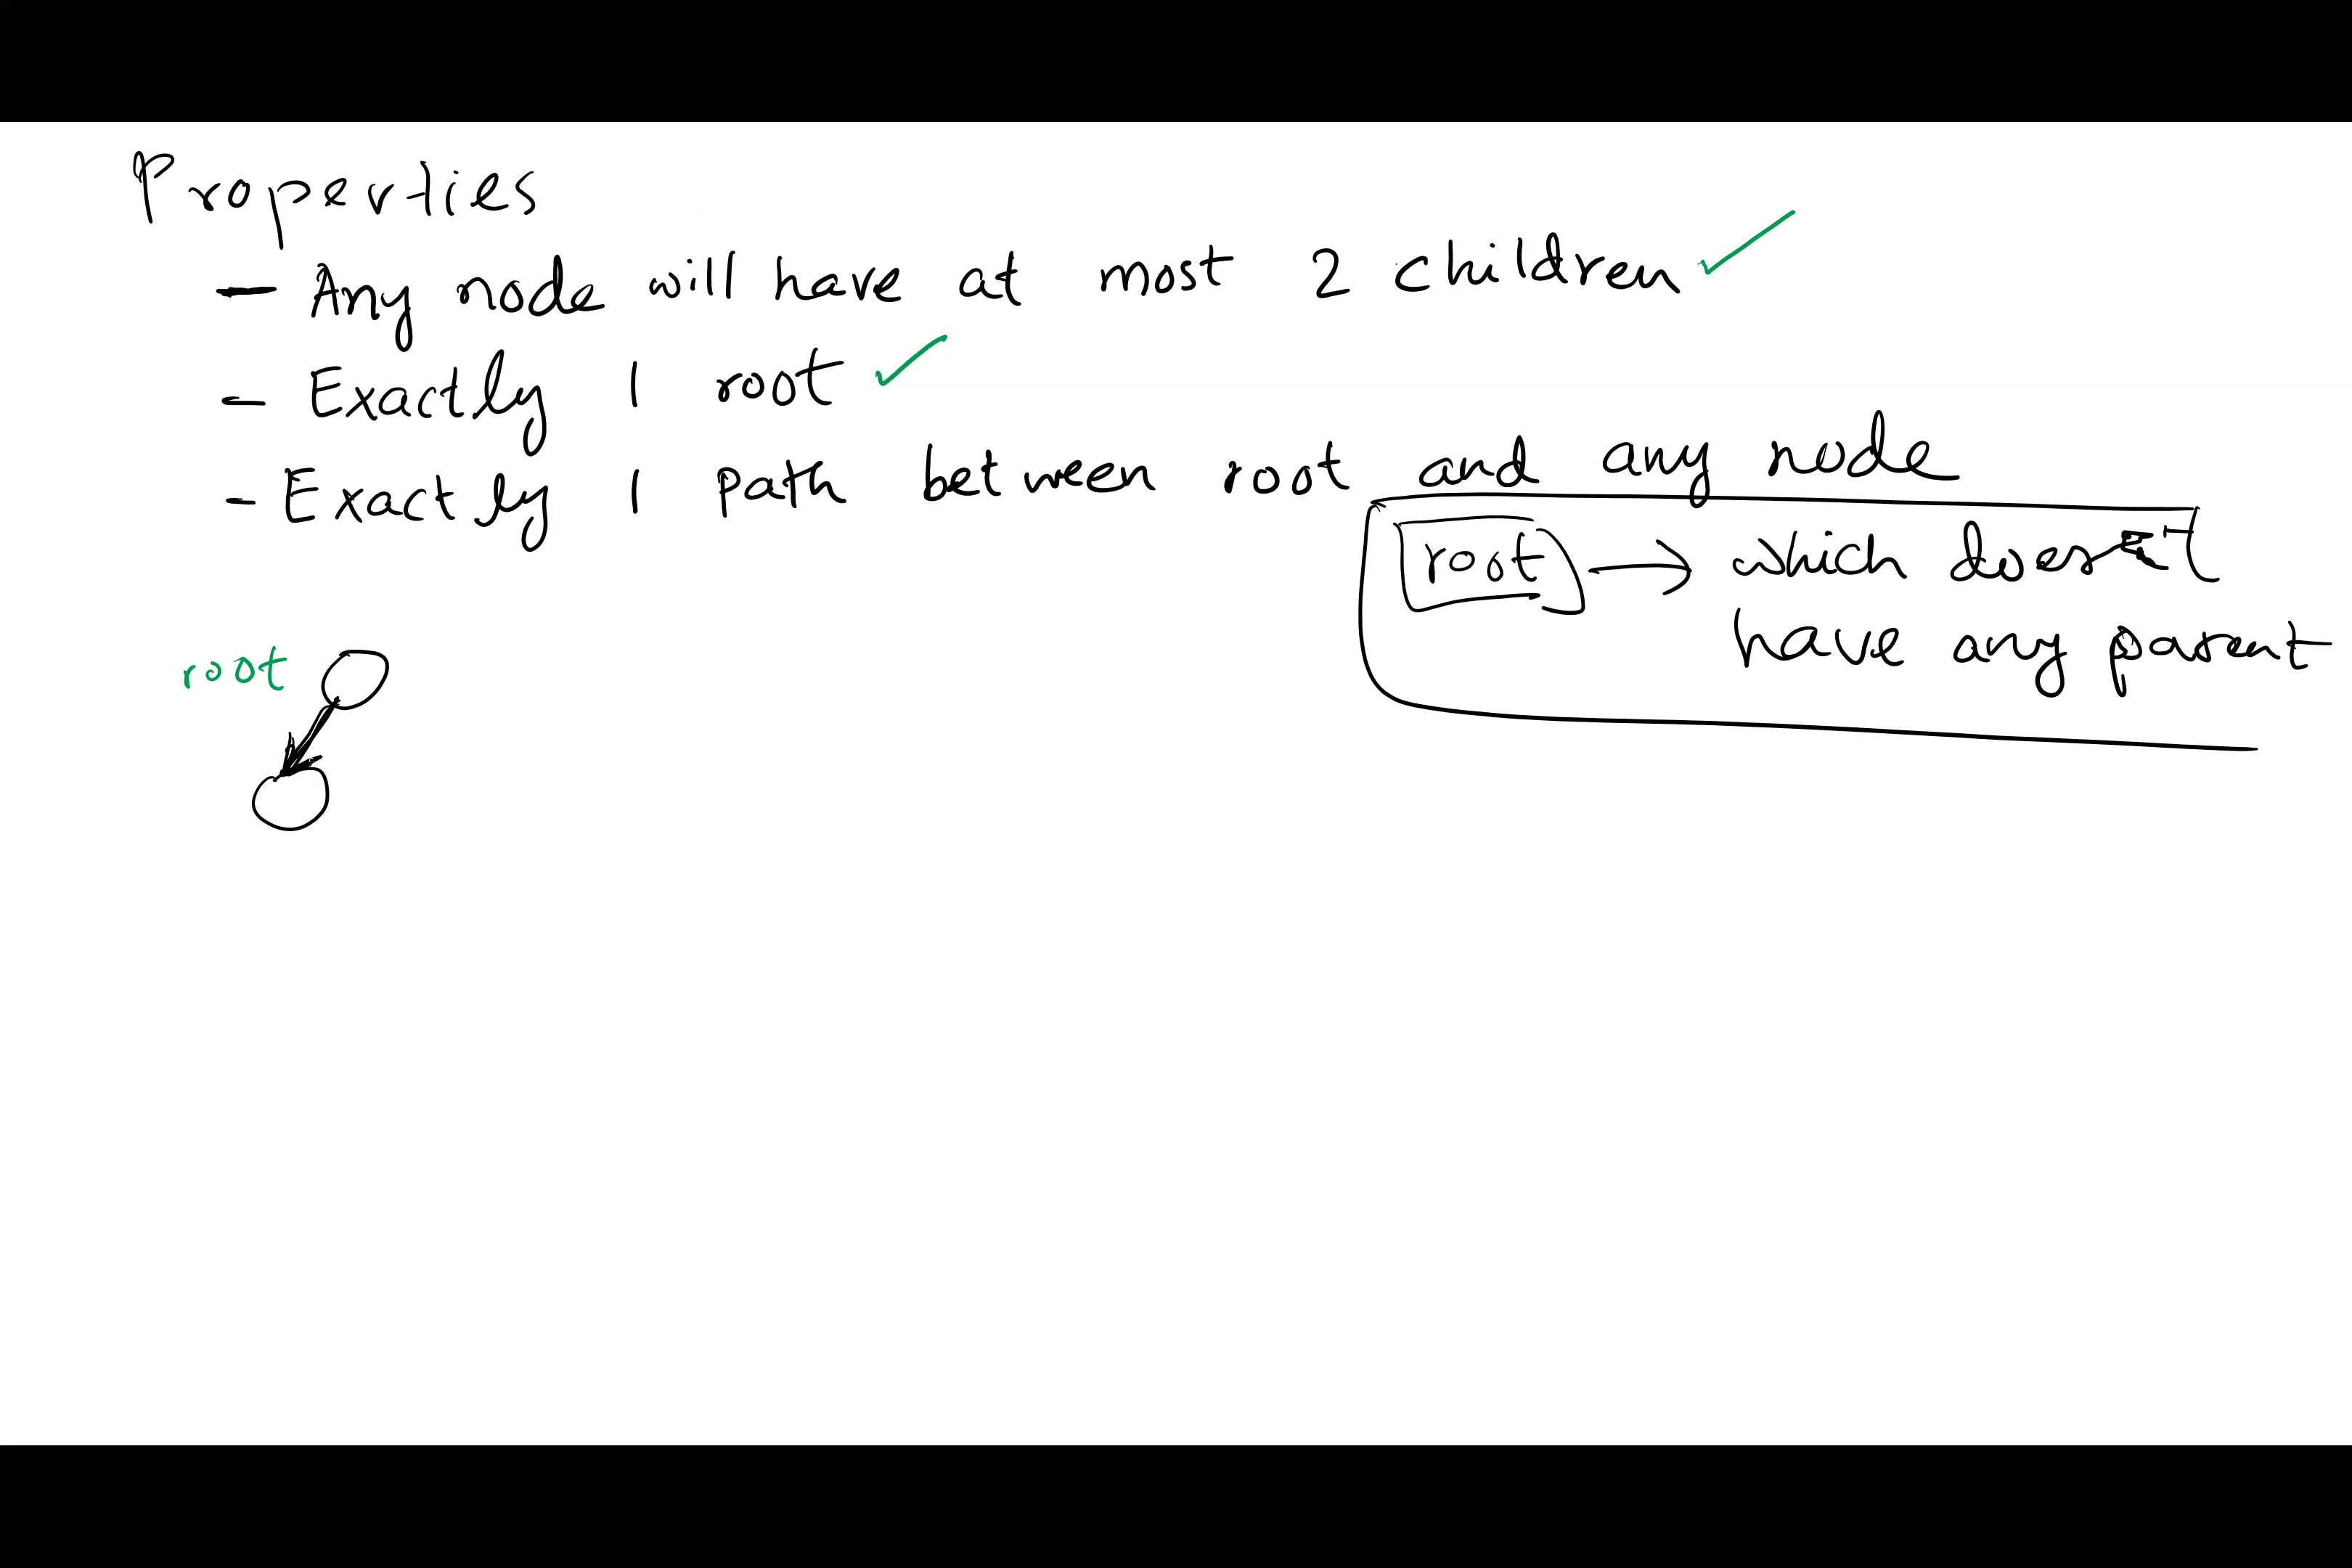 Properties
- Any node will have at most 2 children ✓
- Exactly 1 root ✓
- Exactly 1 path between root and any node
root → which doesn't
have any parent
root